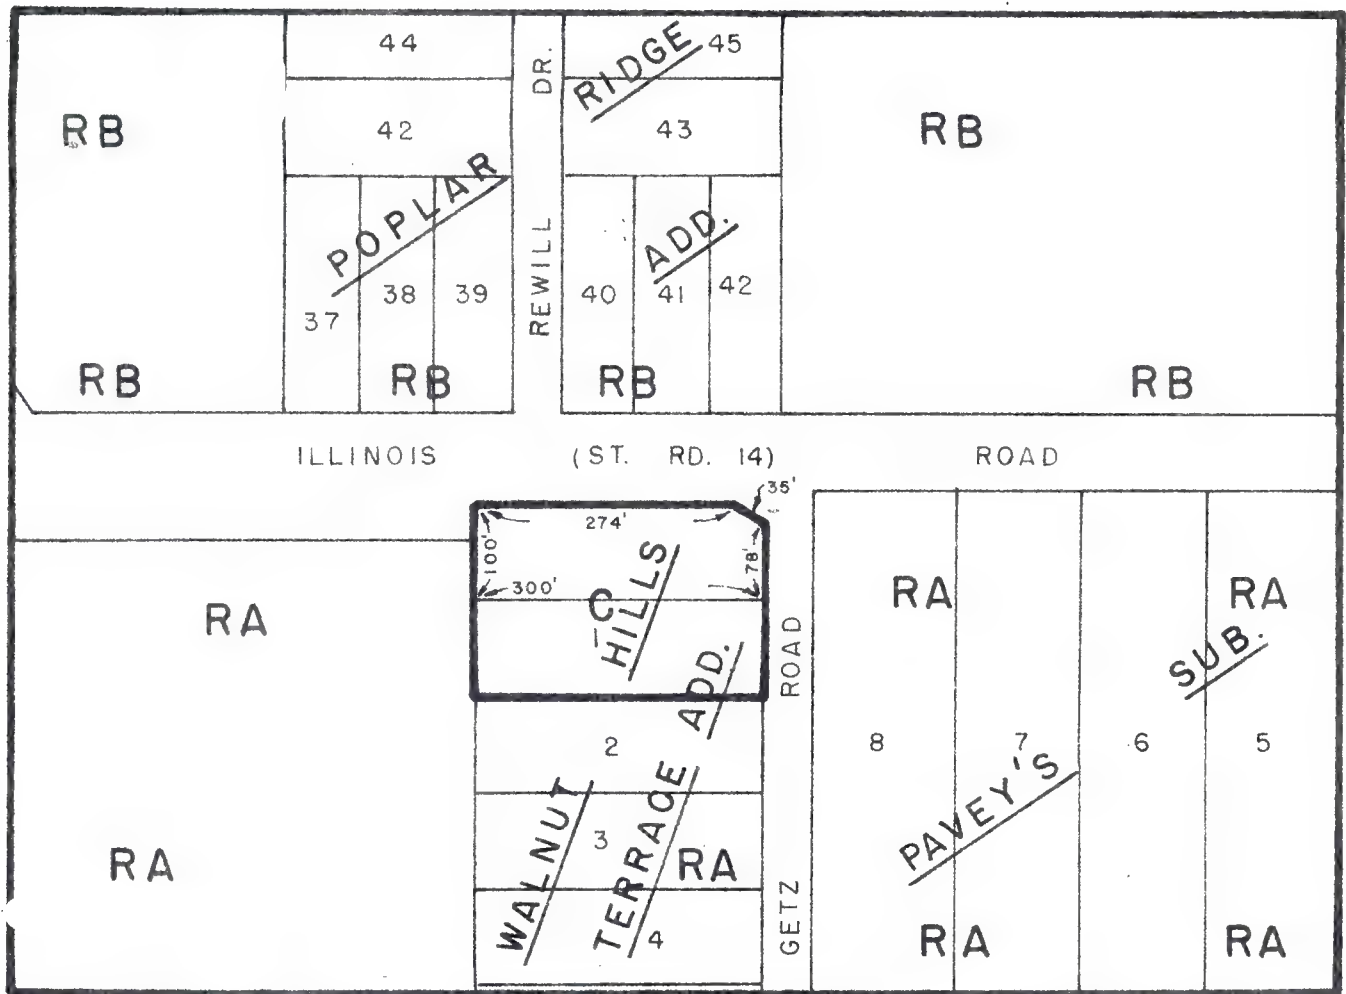 44
45
RB
42
DR.
RIDGE
43
RB
POPLAR
ADD.
37
38
39
REWILL
40
41
42
RB
RB
RB
RB
ILLINOIS
(ST. RD. 14)
ROAD
35'
274'
100'
78'
300'
C
HILLS
RA
RA
RA
ROAD
SUB.
ADD.
2
8
7
6
5
WALNUT
TERRACE
3
RA
RA
PAVEY'S
4
GETZ
RA
RA